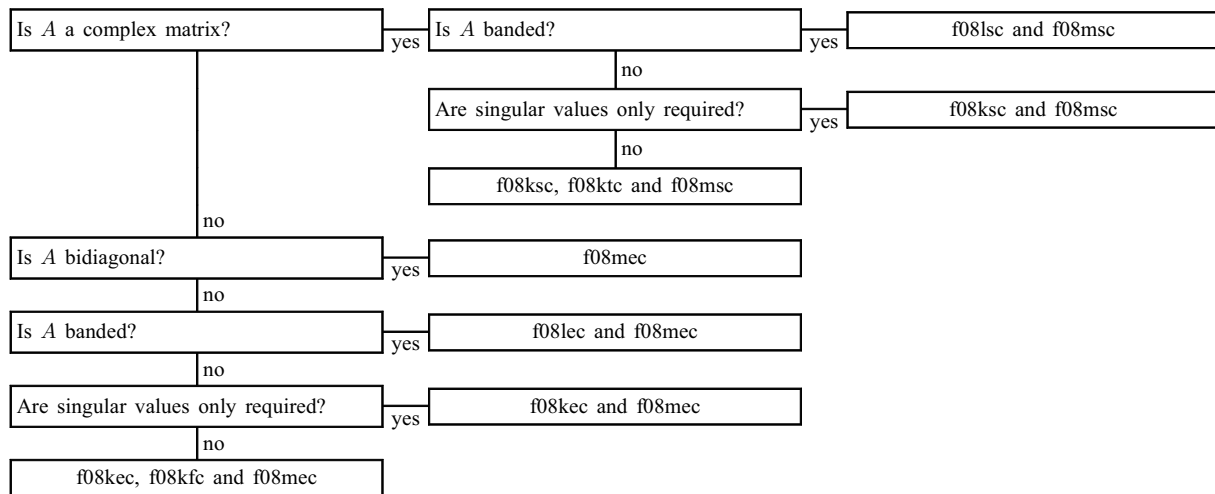 Is A a complex matrix?
yes
Is A banded?
yes
f08lsc and f08msc
no
Are singular values only required?
yes
f08ksc and f08msc
no
f08ksc, f08ktc and f08msc
no
Is A bidiagonal?
yes
f08mec
no
Is A banded?
yes
f08lec and f08mec
no
Are singular values only required?
yes
f08kec and f08mec
no
f08kec, f08kfc and f08mec